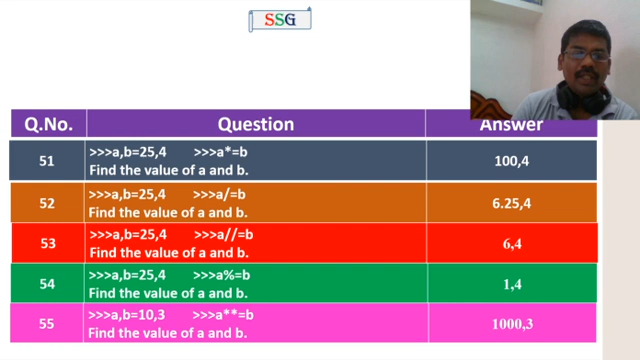 SSG
Q.No. Question Answer
51 >>>a,b=25,4 >>>a*=b
Find the value of a and b. 100,4
52 >>>a,b=25,4 >>>a/=b
Find the value of a and b. 6.25,4
53 >>>a,b=25,4 >>>a//=b
Find the value of a and b. 6,4
54 >>>a,b=25,4 >>>a%=b
Find the value of a and b. 1,4
55 >>>a,b=10,3 >>>a**=b
Find the value of a and b. 1000,3